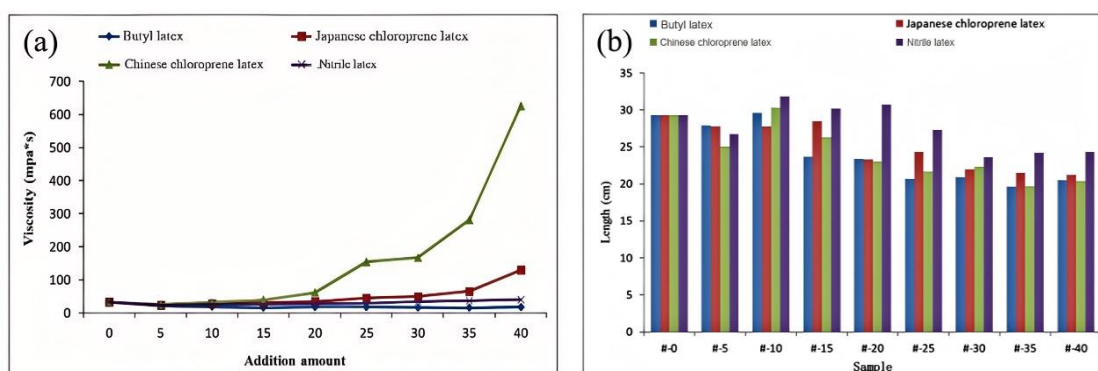 (a)
Butyl latex
Japanese chloroprene latex
Chinese chloroprene latex
Nitrile latex
Viscosity (mpa*s)
700
600
500
400
300
200
100
0
0 5 10 15 20 25 30 35 40
Addition amount
(b)
Butyl latex
Japanese chloroprene latex
Chinese chloroprene latex
Nitrile latex
Length (cm)
35
30
25
20
15
10
5
0
#-0 #-5 #-10 #-15 #-20 #-25 #-30 #-35 #-40
Sample